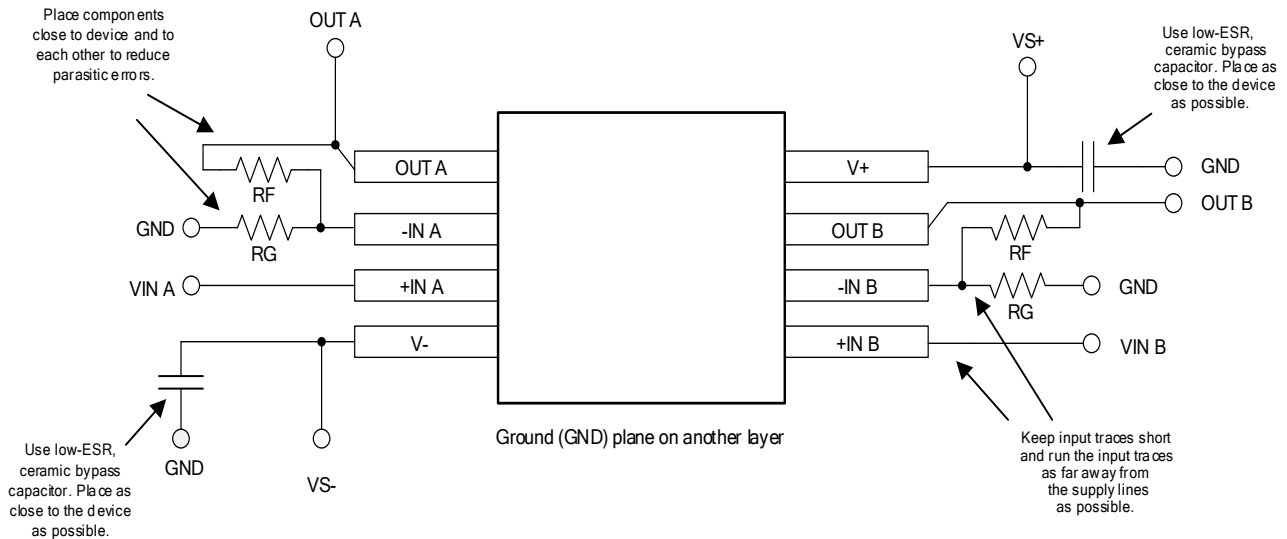 Place components
close to device and to
each other to reduce
parasitic errors.
OUT A
VS+
Use low-ESR,
ceramic bypass
capacitor. Place as
close to the device
as possible.
OUT A
V+
GND
RF
OUT B
OUT B
GND
-IN A
RF
RG
VIN A
+IN A
-IN B
GND
RG
V-
+IN B
VIN B
Ground (GND) plane on another layer
Use low-ESR,
ceramic bypass
capacitor. Place as
close to the device
as possible.
GND
VS-
Keep input traces short
and run the input traces
as far away from
the supply lines
as possible.